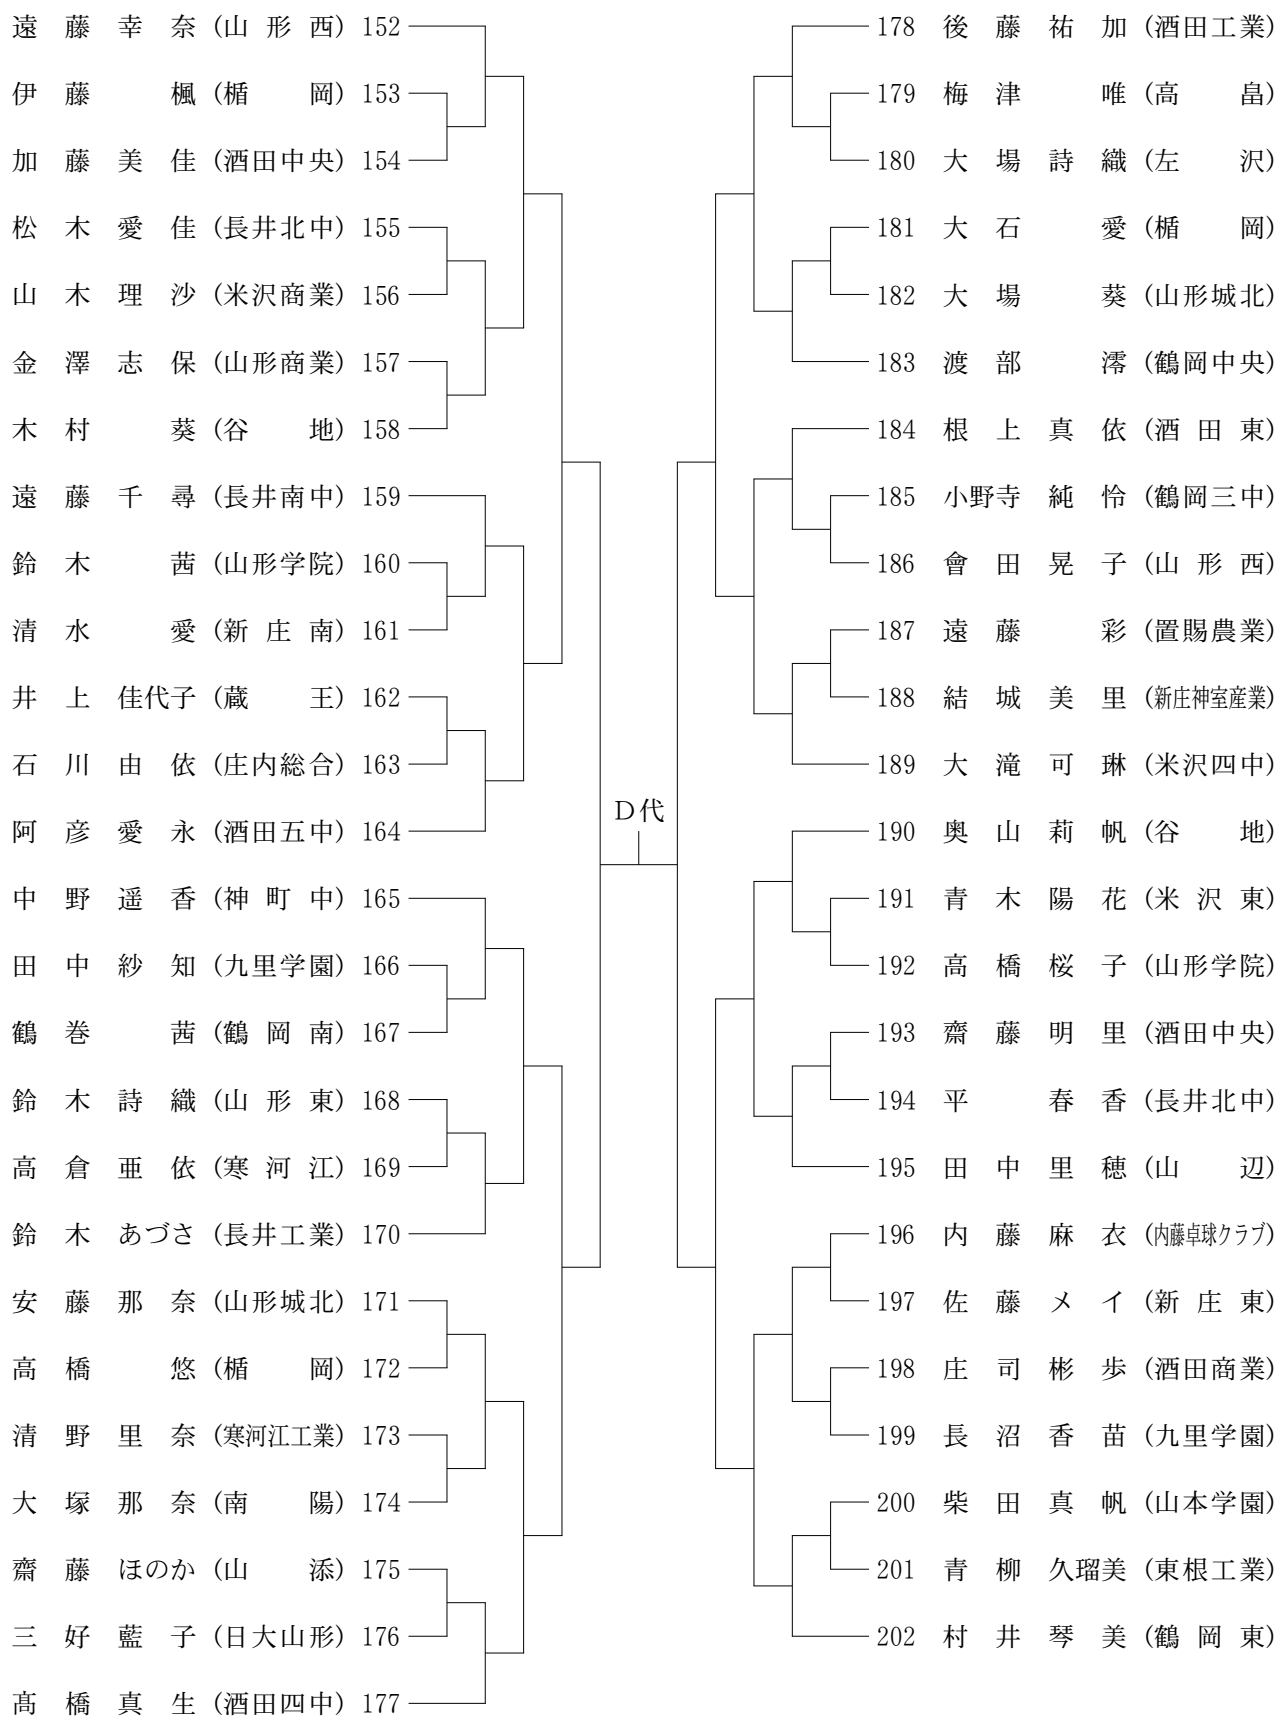 遠藤幸奈 (山形西) 152
伊藤楓 (楯岡) 153
加藤美佳 (酒田中央) 154
松木愛佳 (長井北中) 155
山木理沙 (米沢商業) 156
金澤志保 (山形商業) 157
木村葵 (谷地) 158
遠藤千尋 (長井南中) 159
鈴木茜 (山形学院) 160
清水愛 (新庄南) 161
井上佳代子 (蔵王) 162
石川由依 (庄内総合) 163
阿彦愛永 (酒田五中) 164
中野遥香 (神町中) 165
田中紗知 (九里学園) 166
鶴巻茜 (鶴岡南) 167
鈴木詩織 (山形東) 168
高倉亜依 (寒河江) 169
鈴木あづさ (長井工業) 170
安藤那奈 (山形城北) 171
高橋悠 (楯岡) 172
清野里奈 (寒河江工業) 173
大塚那奈 (南陽) 174
齋藤ほのか (山添) 175
三好藍子 (日大山形) 176
髙橋真生 (酒田四中) 177
D代
178 後藤祐加 (酒田工業)
179 梅津唯 (高畠)
180 大場詩織 (左沢)
181 大石愛 (楯岡)
182 大場葵 (山形城北)
183 渡部澪 (鶴岡中央)
184 根上真依 (酒田東)
185 小野寺純怜 (鶴岡三中)
186 會田晃子 (山形西)
187 遠藤彩 (置賜農業)
188 結城美里 (新庄神室産業)
189 大滝可琳 (米沢四中)
190 奥山莉帆 (谷地)
191 青木陽花 (米沢東)
192 高橋桜子 (山形学院)
193 齋藤明里 (酒田中央)
194 平春香 (長井北中)
195 田中里穂 (山辺)
196 内藤麻衣 (内藤卓球クラブ)
197 佐藤メイ (新庄東)
198 庄司彬歩 (酒田商業)
199 長沼香苗 (九里学園)
200 柴田真帆 (山本学園)
201 青柳久瑠美 (東根工業)
202 村井琴美 (鶴岡東)